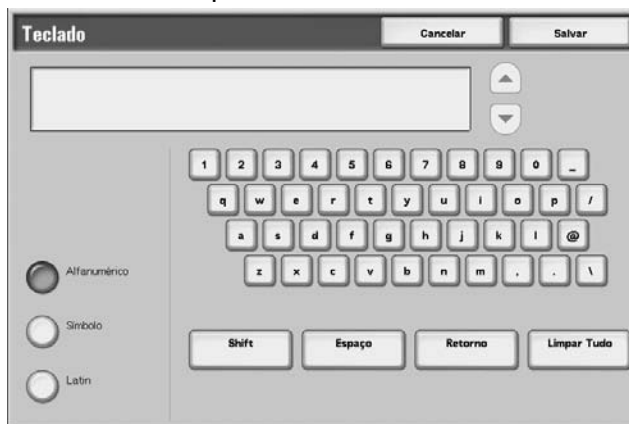 Teclado Cancelar Salvar
1 2 3 4 5 6 7 8 9 0 _
q w e r t y u i o p /
a s d f g h j k l @
z x c v b n m , . \
Alfanumérico
Símbolo
Latin
Shift Espaço Retorno Limpar Tudo